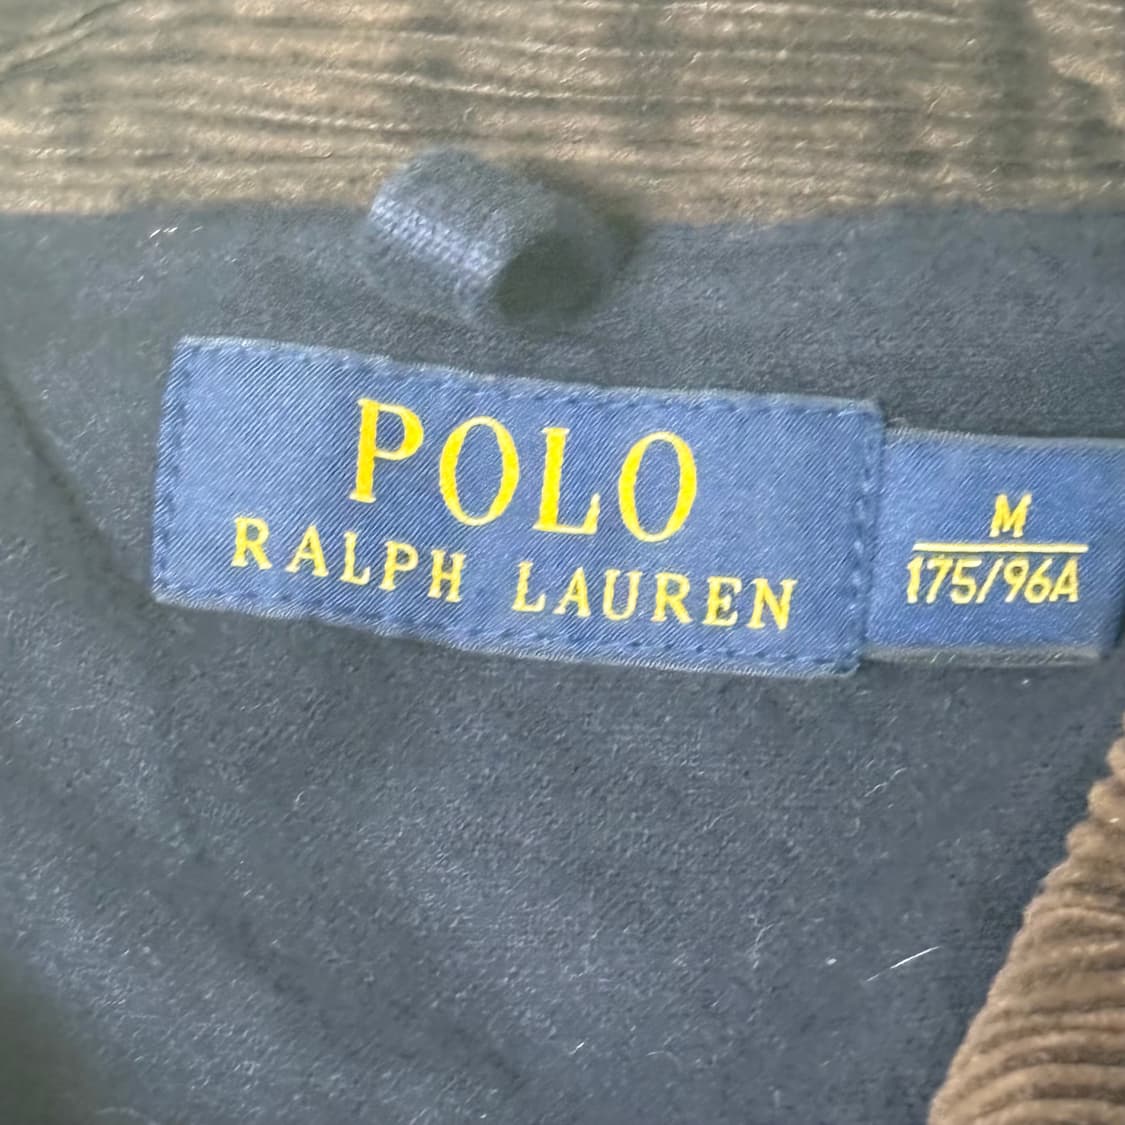 POLO
RALPH LAUREN
M
175/96A